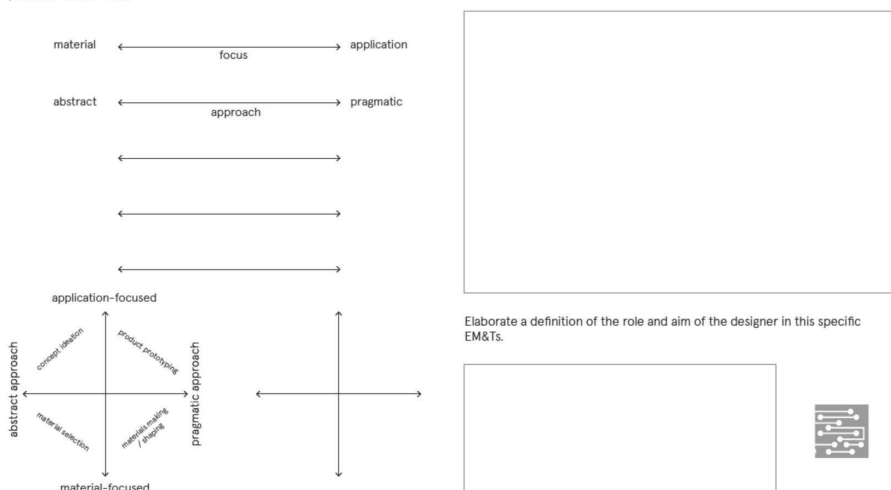 material
application
focus
abstract
pragmatic
approach
application-focused
abstract approach
concept ideation
product prototyping
pragmatic approach
material selection
materials making
/ shaping
material-focused
Elaborate a definition of the role and aim of the designer in this specific
EM&Ts.